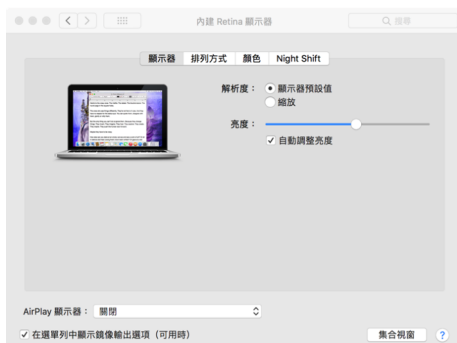 內建 Retina 顯示器
搜尋
顯示器 排列方式 顏色 Night Shift
解析度： 顯示器預設值
縮放
亮度：
自動調整亮度
AirPlay 顯示器： 關閉
在選單列中顯示鏡像輸出選項（可用時） 集合視窗 ?